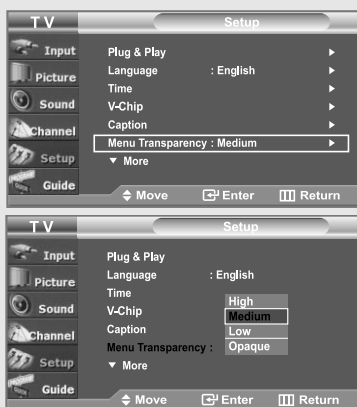 TV Setup
Input Plug & Play
Picture Language : English
Time
Sound V-Chip
Channel Caption
Menu Transparency : Medium
Setup ▼ More
Guide
Move Enter Return
TV Setup
Input Plug & Play
Picture Language : English
Time High
Sound V-Chip Medium
Channel Caption Low
Menu Transparency : Opaque
Setup ▼ More
Guide
Move Enter Return